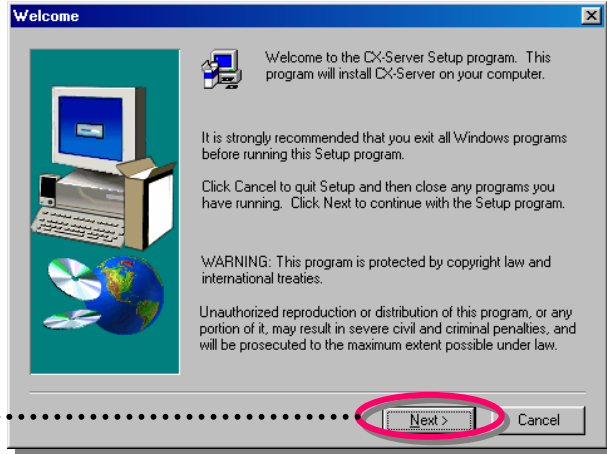 Welcome
Welcome to the CX-Server Setup program. This
program will install CX-Server on your computer.
It is strongly recommended that you exit all Windows programs
before running this Setup program.
Click Cancel to quit Setup and then close any programs you
have running. Click Next to continue with the Setup program.
WARNING: This program is protected by copyright law and
international treaties.
Unauthorized reproduction or distribution of this program, or any
portion of it, may result in severe civil and criminal penalties, and
will be prosecuted to the maximum extent possible under law.
Next >
Cancel